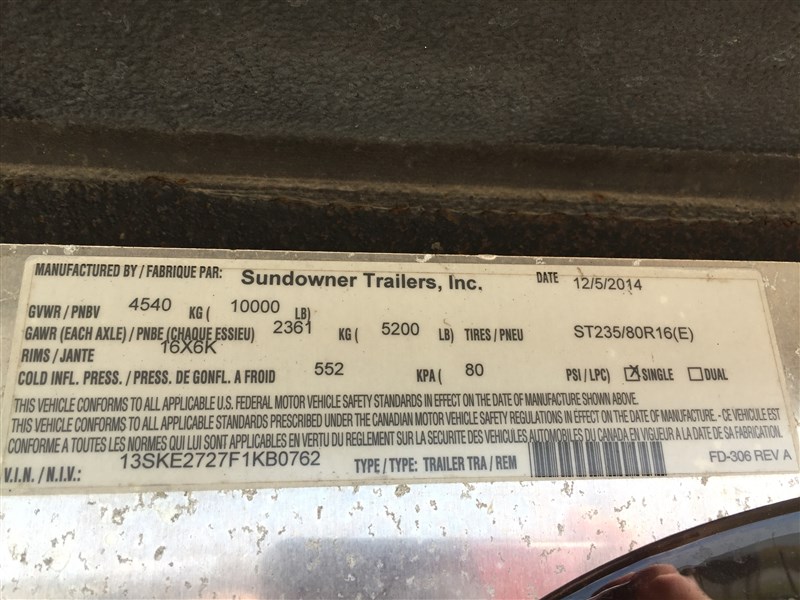 MANUFACTURED BY / FABRIQUE PAR: Sundowner Trailers, Inc. DATE 12/5/2014
GVWR / PNBV 4540 KG ( 10000 LB)
GAWR (EACH AXLE) / PNBE (CHAQUE ESSIEU) 2361 KG ( 5200 LB) TIRES / PNEU ST235/80R16(E)
RIMS / JANTE 16X6K
COLD INFL. PRESS. / PRESS. DE GONFL. A FROID 552 KPA ( 80 PSI / LPC) SINGLE DUAL
THIS VEHICLE CONFORMS TO ALL APPLICABLE U.S. FEDERAL MOTOR VEHICLE SAFETY STANDARDS IN EFFECT ON THE DATE OF MANUFACTURE SHOWN ABOVE.
THIS VEHICLE CONFORMS TO ALL APPLICABLE STANDARDS PRESCRIBED UNDER THE CANADIAN MOTOR VEHICLE SAFETY REGULATIONS IN EFFECT ON THE DATE OF MANUFACTURE. - CE VEHICULE EST
CONFORME A TOUTES LES NORMES QUI LUI SONT APPLICABLES EN VERTU DU REGLEMENT SUR LA SECURITE DES VEHICULES AUTOMOBILES DU CANADA EN VIGUEUR A LA DATE DE SA FABRICATION.
V.I.N. / N.I.V.: 13SKE2727F1KB0762 TYPE / TYPE: TRAILER TRA / REM FD-306 REV A